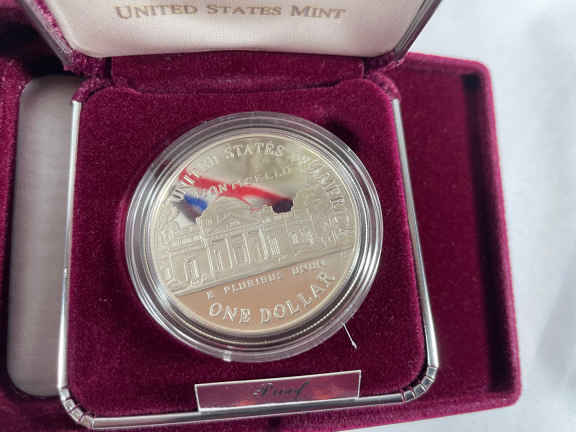 UNITED STATES MINT
UNITED STATES OF AMERICA
MONTICELLO
E PLURIBUS UNUM
ONE DOLLAR
Proof